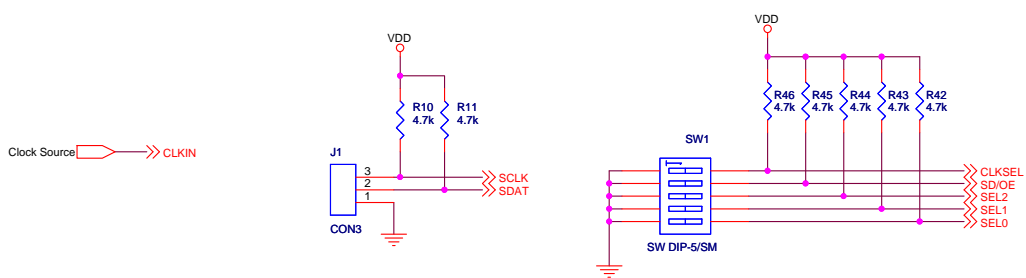 VDD
VDD
R10
4.7k
R11
4.7k
R46
4.7k
R45
4.7k
R44
4.7k
R43
4.7k
R42
4.7k
Clock Source
CLKIN
J1
3
2
1
CON3
SCLK
SDAT
SW1
SW DIP-5/SM
CLKSEL
SD/OE
SEL2
SEL1
SEL0